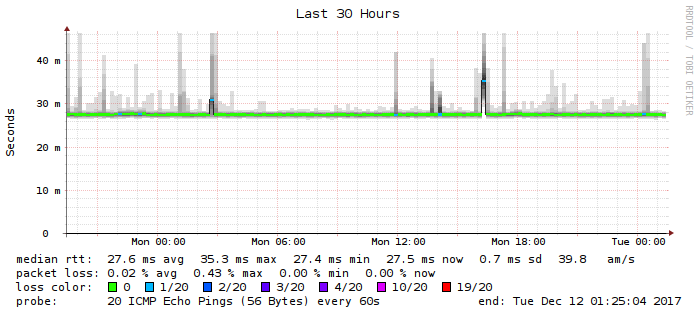 Last 30 Hours
RRDTOOL / TOBI OETIKER
Seconds
40 m
30 m
20 m
10 m
0
Mon 00:00 Mon 06:00 Mon 12:00 Mon 18:00 Tue 00:00
median rtt: 27.6 ms avg 35.3 ms max 27.4 ms min 27.5 ms now 0.7 ms sd 39.8 am/s
packet loss: 0.02 % avg 0.43 % max 0.00 % min 0.00 % now
loss color: 0 1/20 2/20 3/20 4/20 10/20 19/20
probe: 20 ICMP Echo Pings (56 Bytes) every 60s end: Tue Dec 12 01:25:04 2017